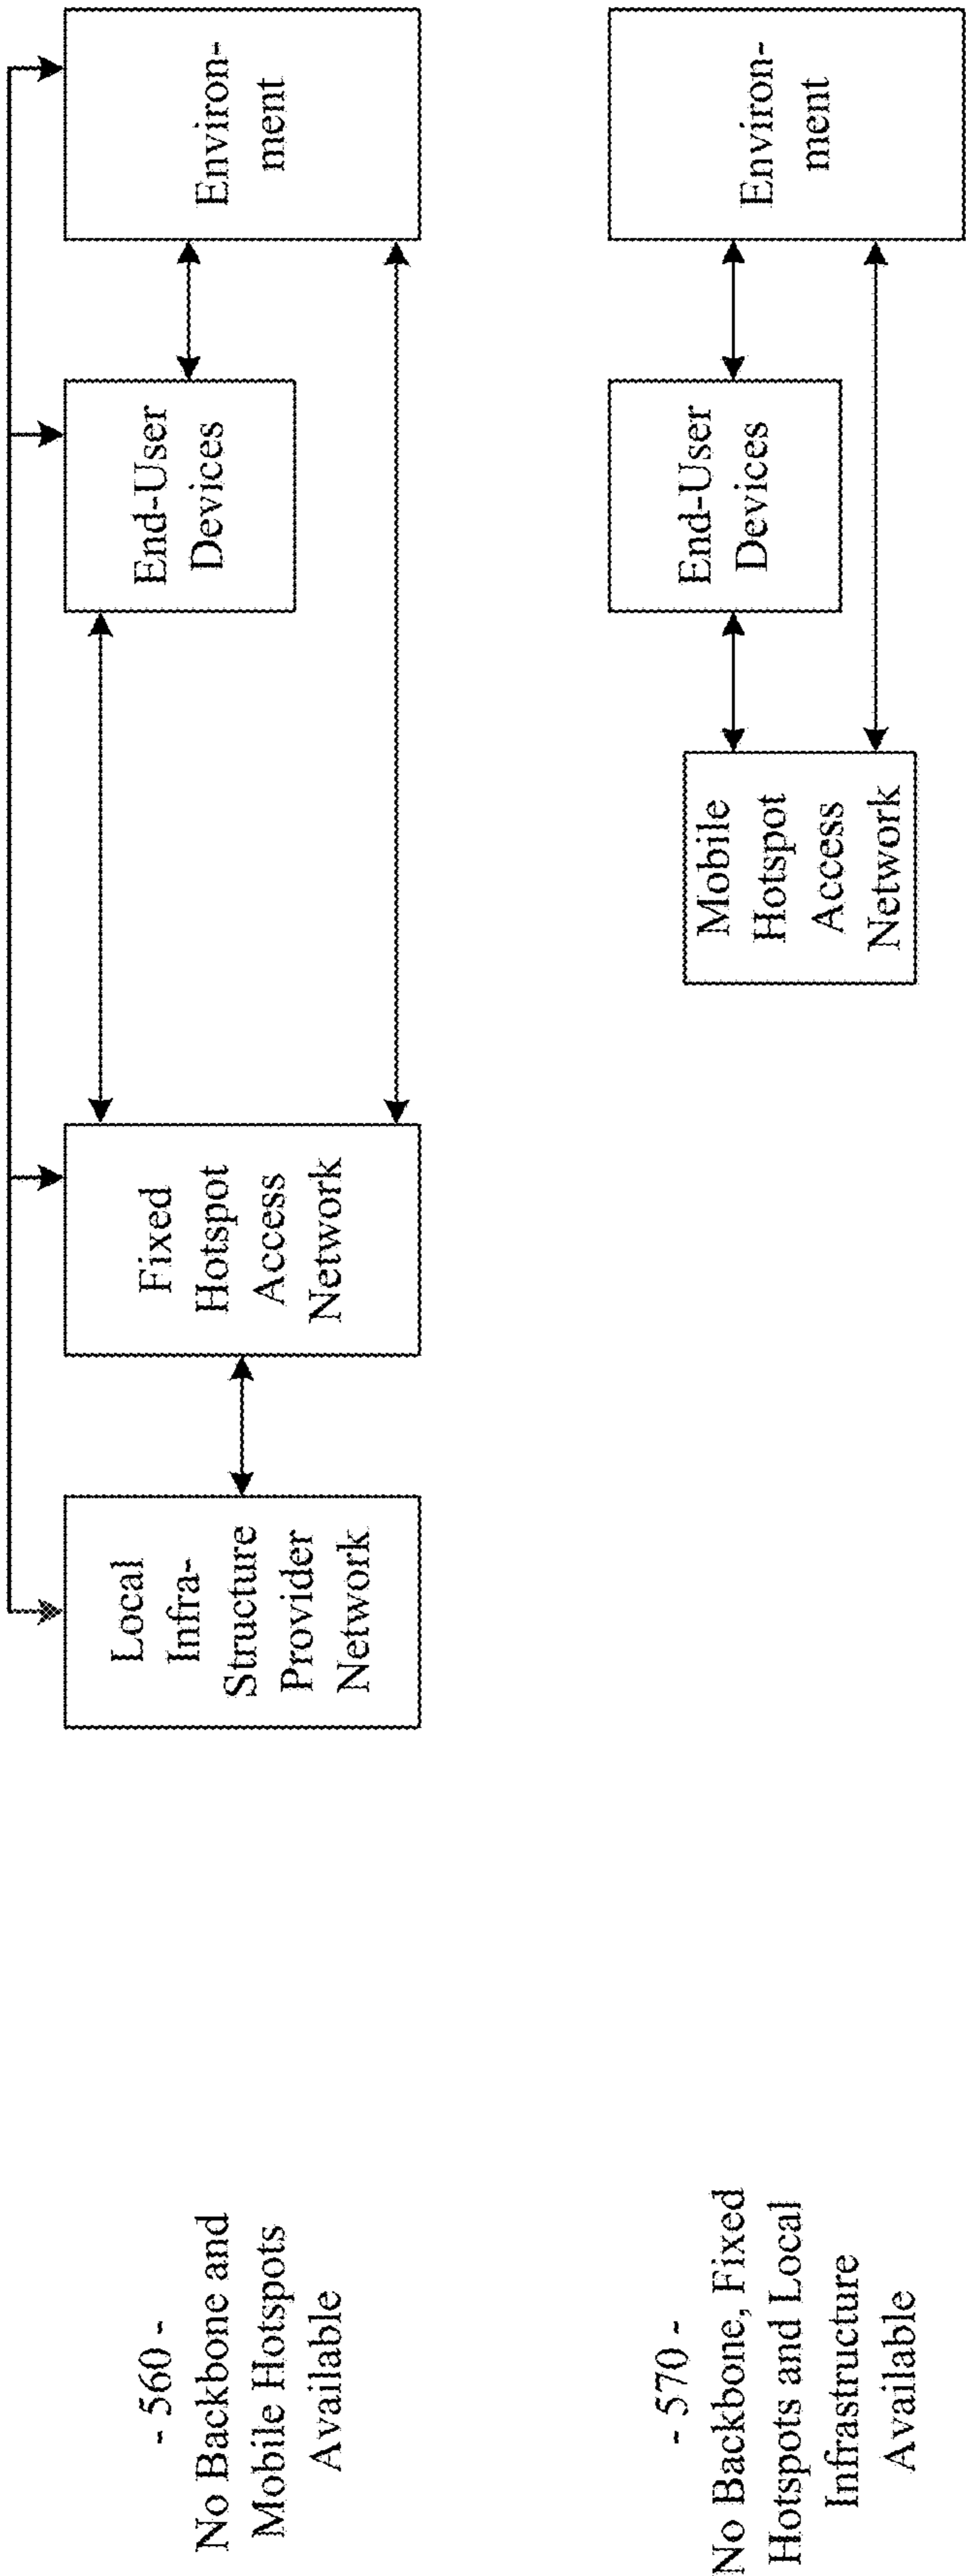 - 560 -
No Backbone and
Mobile Hotspots
Available
Local
Infra-
Structure
Provider
Network
Fixed
Hotspot
Access
Network
End-User
Devices
Environ-
ment
- 570 -
No Backbone, Fixed
Hotspots and Local
Infrastructure
Available
Mobile
Hotspot
Access
Network
End-User
Devices
Environ-
ment